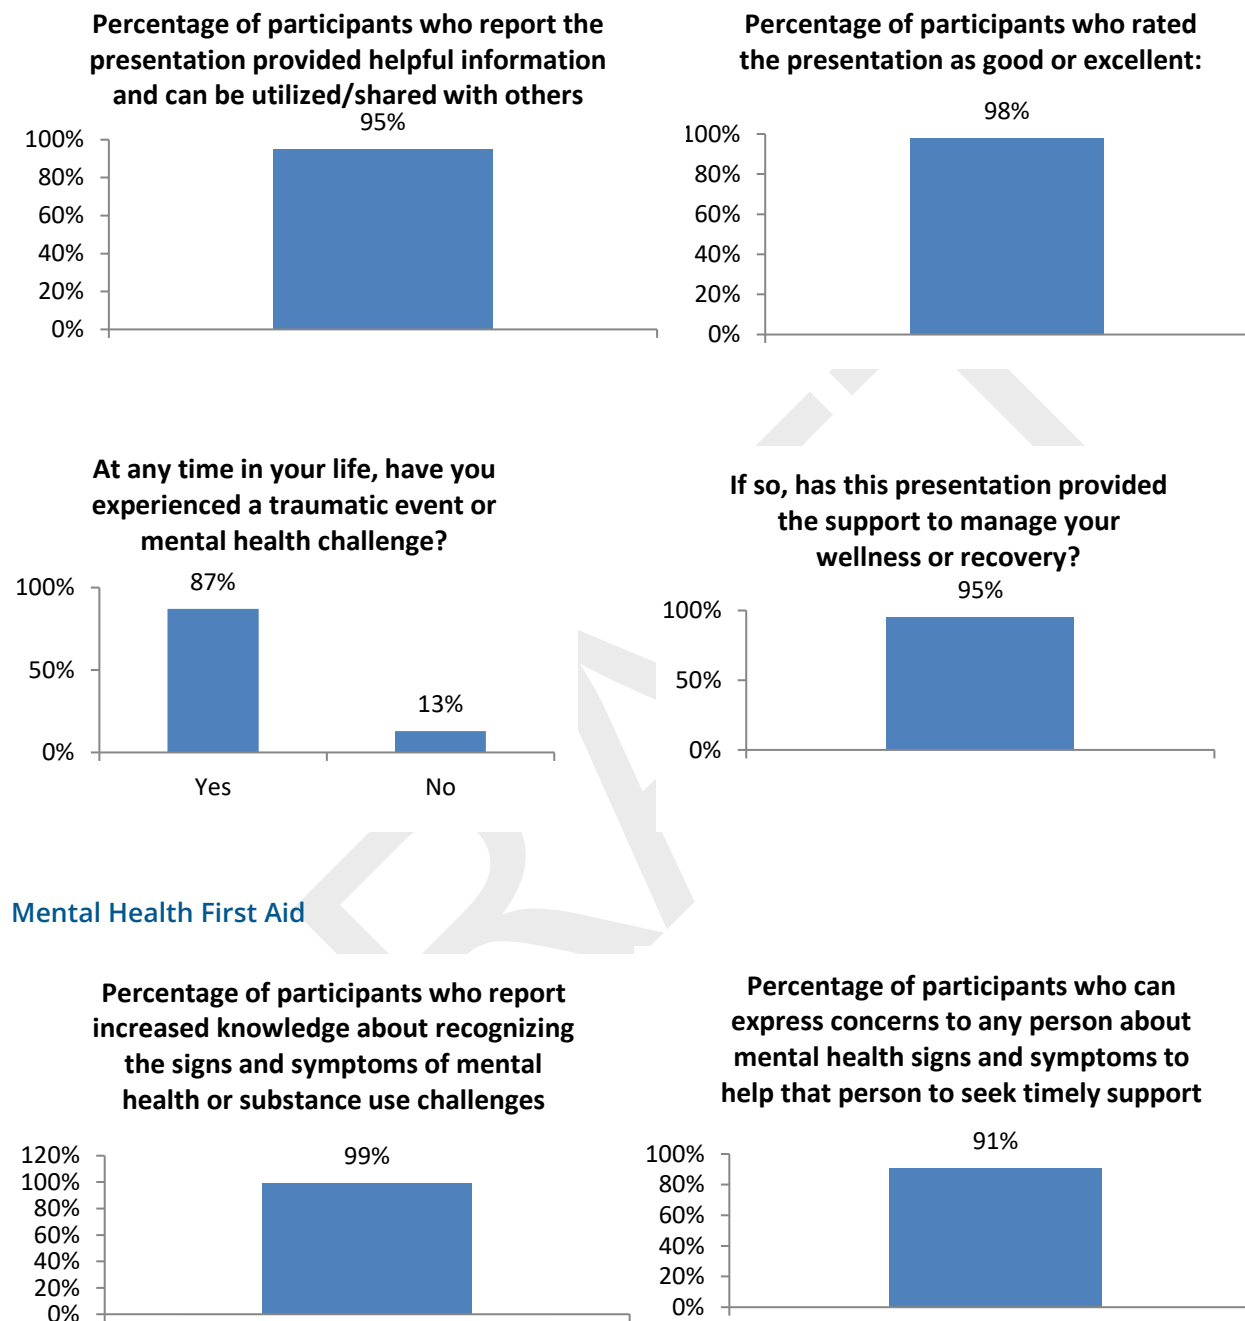 Percentage of participants who report the
presentation provided helpful information
and can be utilized/shared with others
95%
100%
80%
60%
40%
20%
0%
Percentage of participants who rated
the presentation as good or excellent:
98%
100%
80%
60%
40%
20%
0%
At any time in your life, have you
experienced a traumatic event or
mental health challenge?
87%
100%
50%
13%
0%
Yes No
If so, has this presentation provided
the support to manage your
wellness or recovery?
95%
100%
50%
0%
Mental Health First Aid
Percentage of participants who report
increased knowledge about recognizing
the signs and symptoms of mental
health or substance use challenges
99%
120%
100%
80%
60%
40%
20%
0%
Percentage of participants who can
express concerns to any person about
mental health signs and symptoms to
help that person to seek timely support
91%
100%
80%
60%
40%
20%
0%